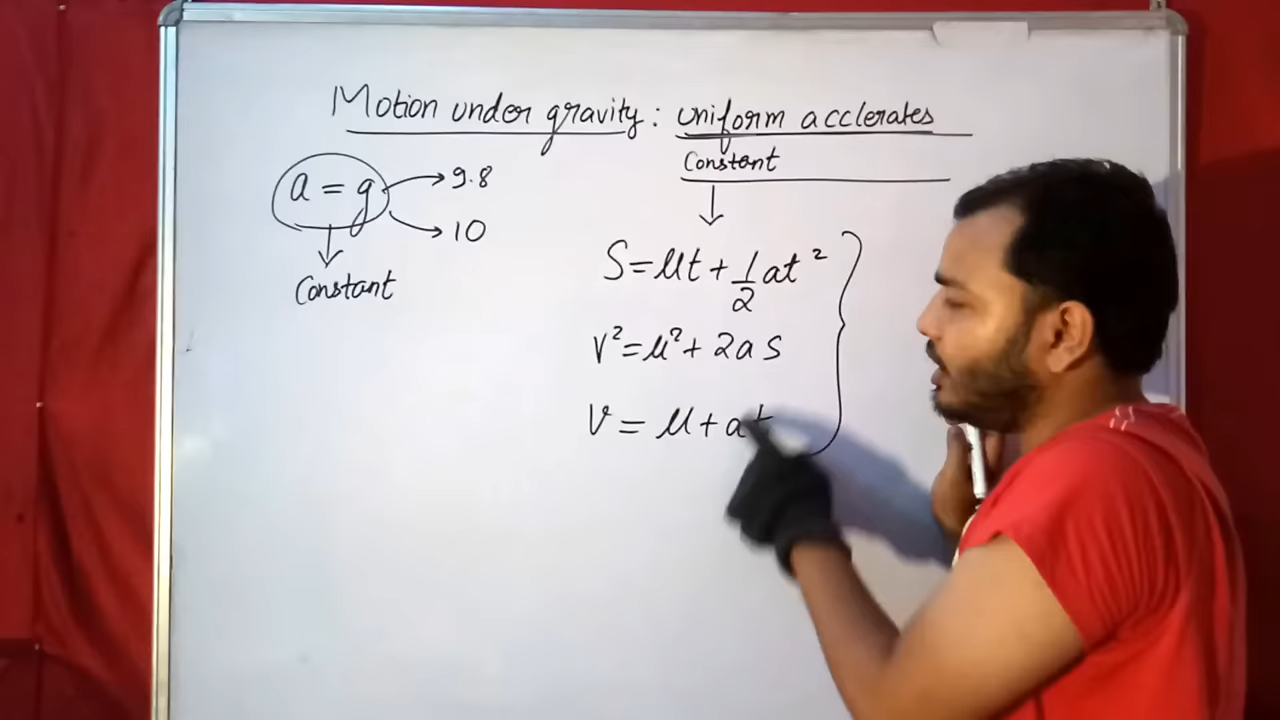 Motion under gravity : uniform acclerates
Constant
a = g → 9.8
→ 10
Constant
S = ut + 1/2 at²
v² = u² + 2as
v = u + at